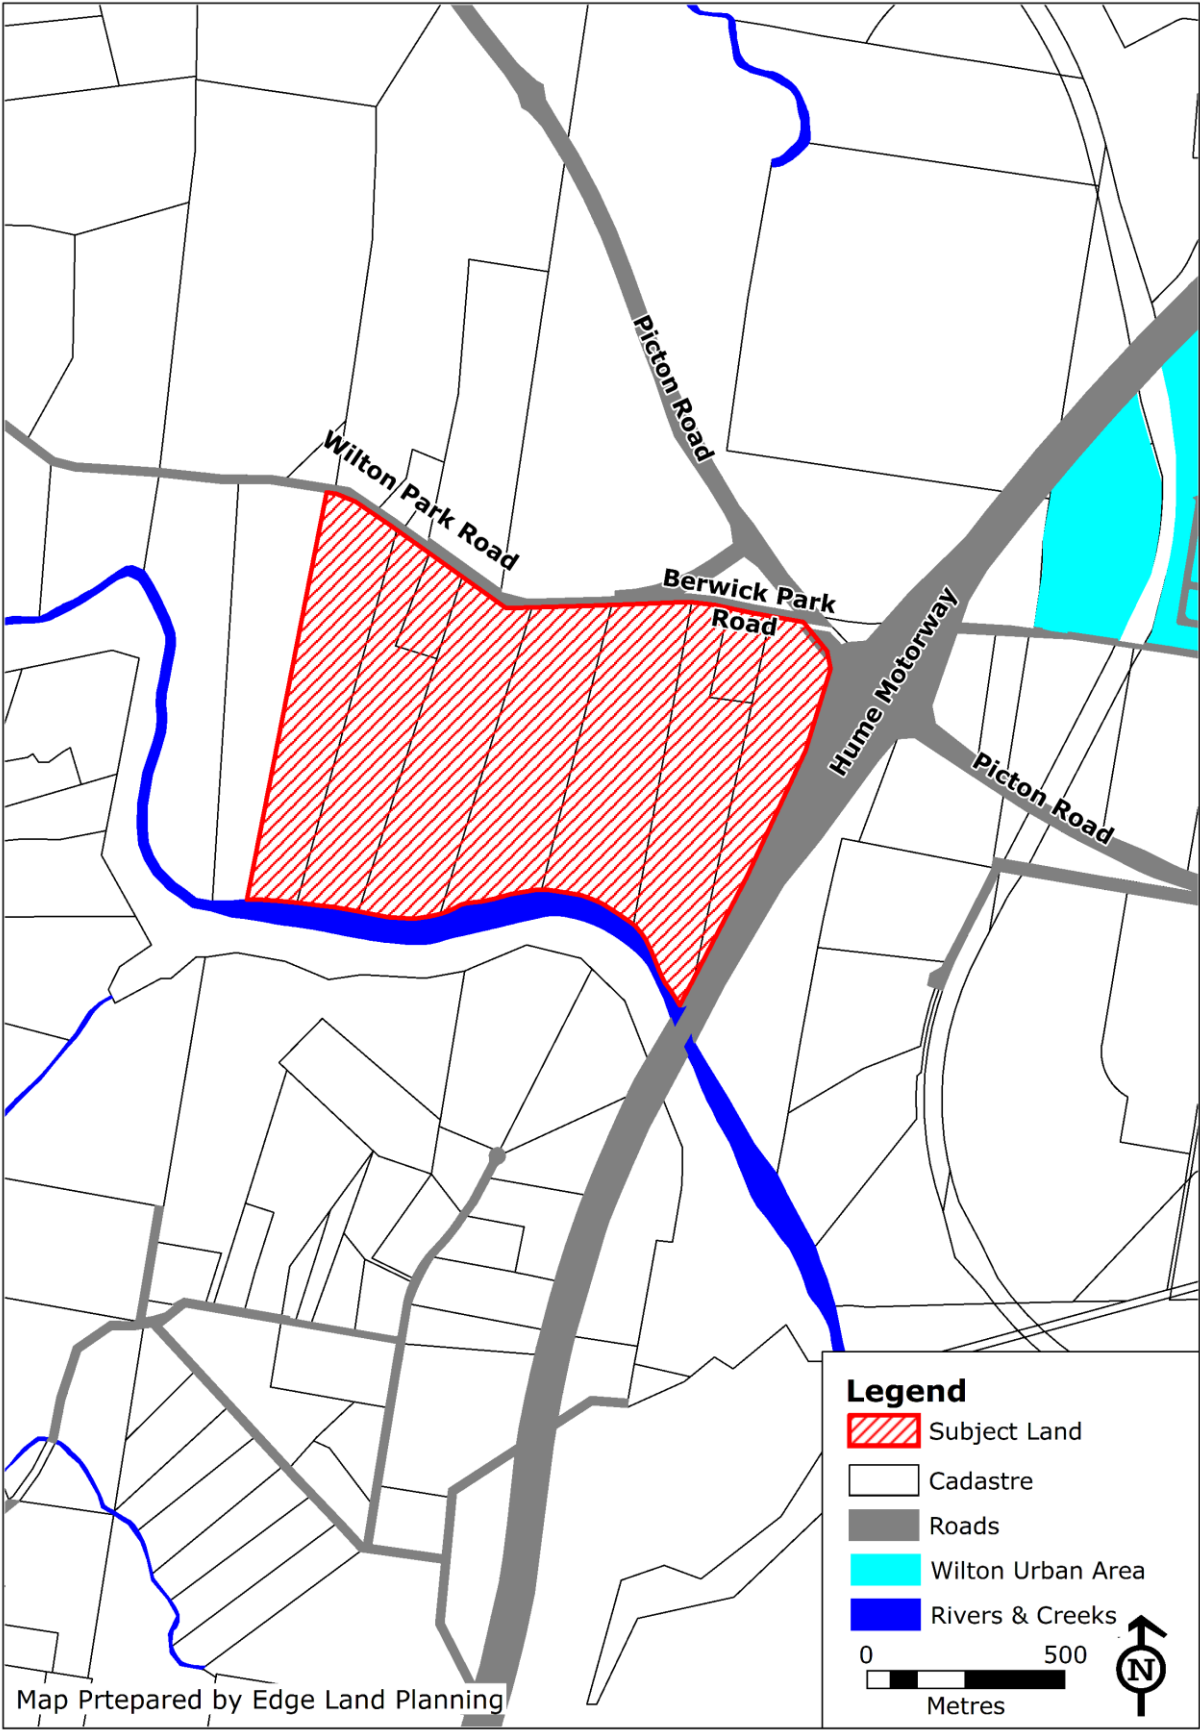 Picton Road
Wilton Park Road
Berwick Park
Road
Hume Motorway
Picton Road
Legend
Subject Land
Cadastre
Roads
Wilton Urban Area
Rivers & Creeks
0 500
Metres
N
Map Prtepared by Edge Land Planning